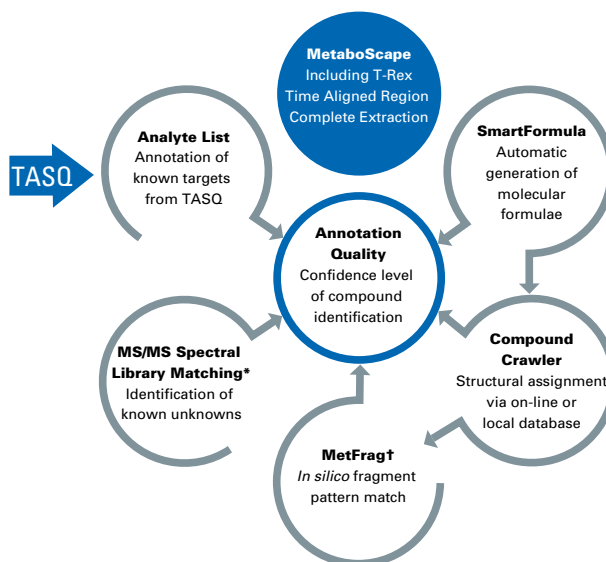 MetaboScape
Including T-Rex
Time Aligned Region
Complete Extraction
TASQ
Analyte List
Annotation of
known targets
from TASQ
SmartFormula
Automatic
generation of
molecular
formulae
Annotation
Quality
Confidence level
of compound
identification
MS/MS Spectral
Library Matching*
Identification of
known unknowns
Compound
Crawler
Structural assignment
via on-line or
local database
MetFrag†
In silico fragment
pattern match